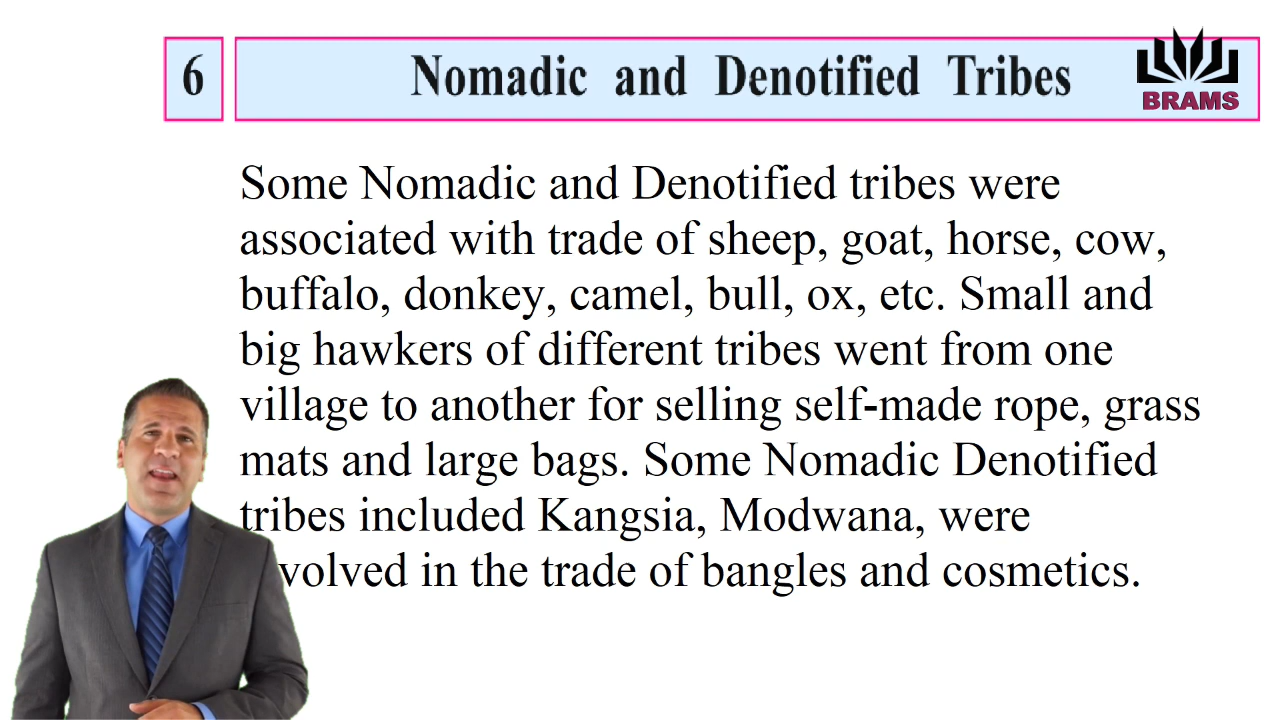 6
Nomadic and Denotified Tribes
BRAMS
Some Nomadic and Denotified tribes were
associated with trade of sheep, goat, horse, cow,
buffalo, donkey, camel, bull, ox, etc. Small and
big hawkers of different tribes went from one
village to another for selling self-made rope, grass
mats and large bags. Some Nomadic Denotified
tribes included Kangsia, Modwana, were
volved in the trade of bangles and cosmetics.